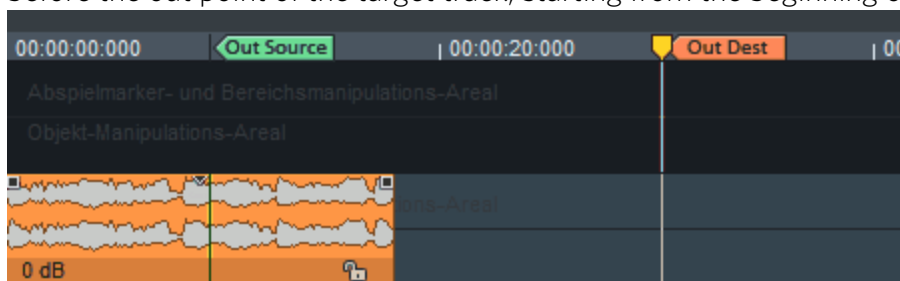 00:00:00:000 Out Source 00:00:20:000 Out Dest 00
Abspielmarker- und Bereichsmanipulations-Areal
Objekt-Manipulations-Areal
ons-Areal
0 dB